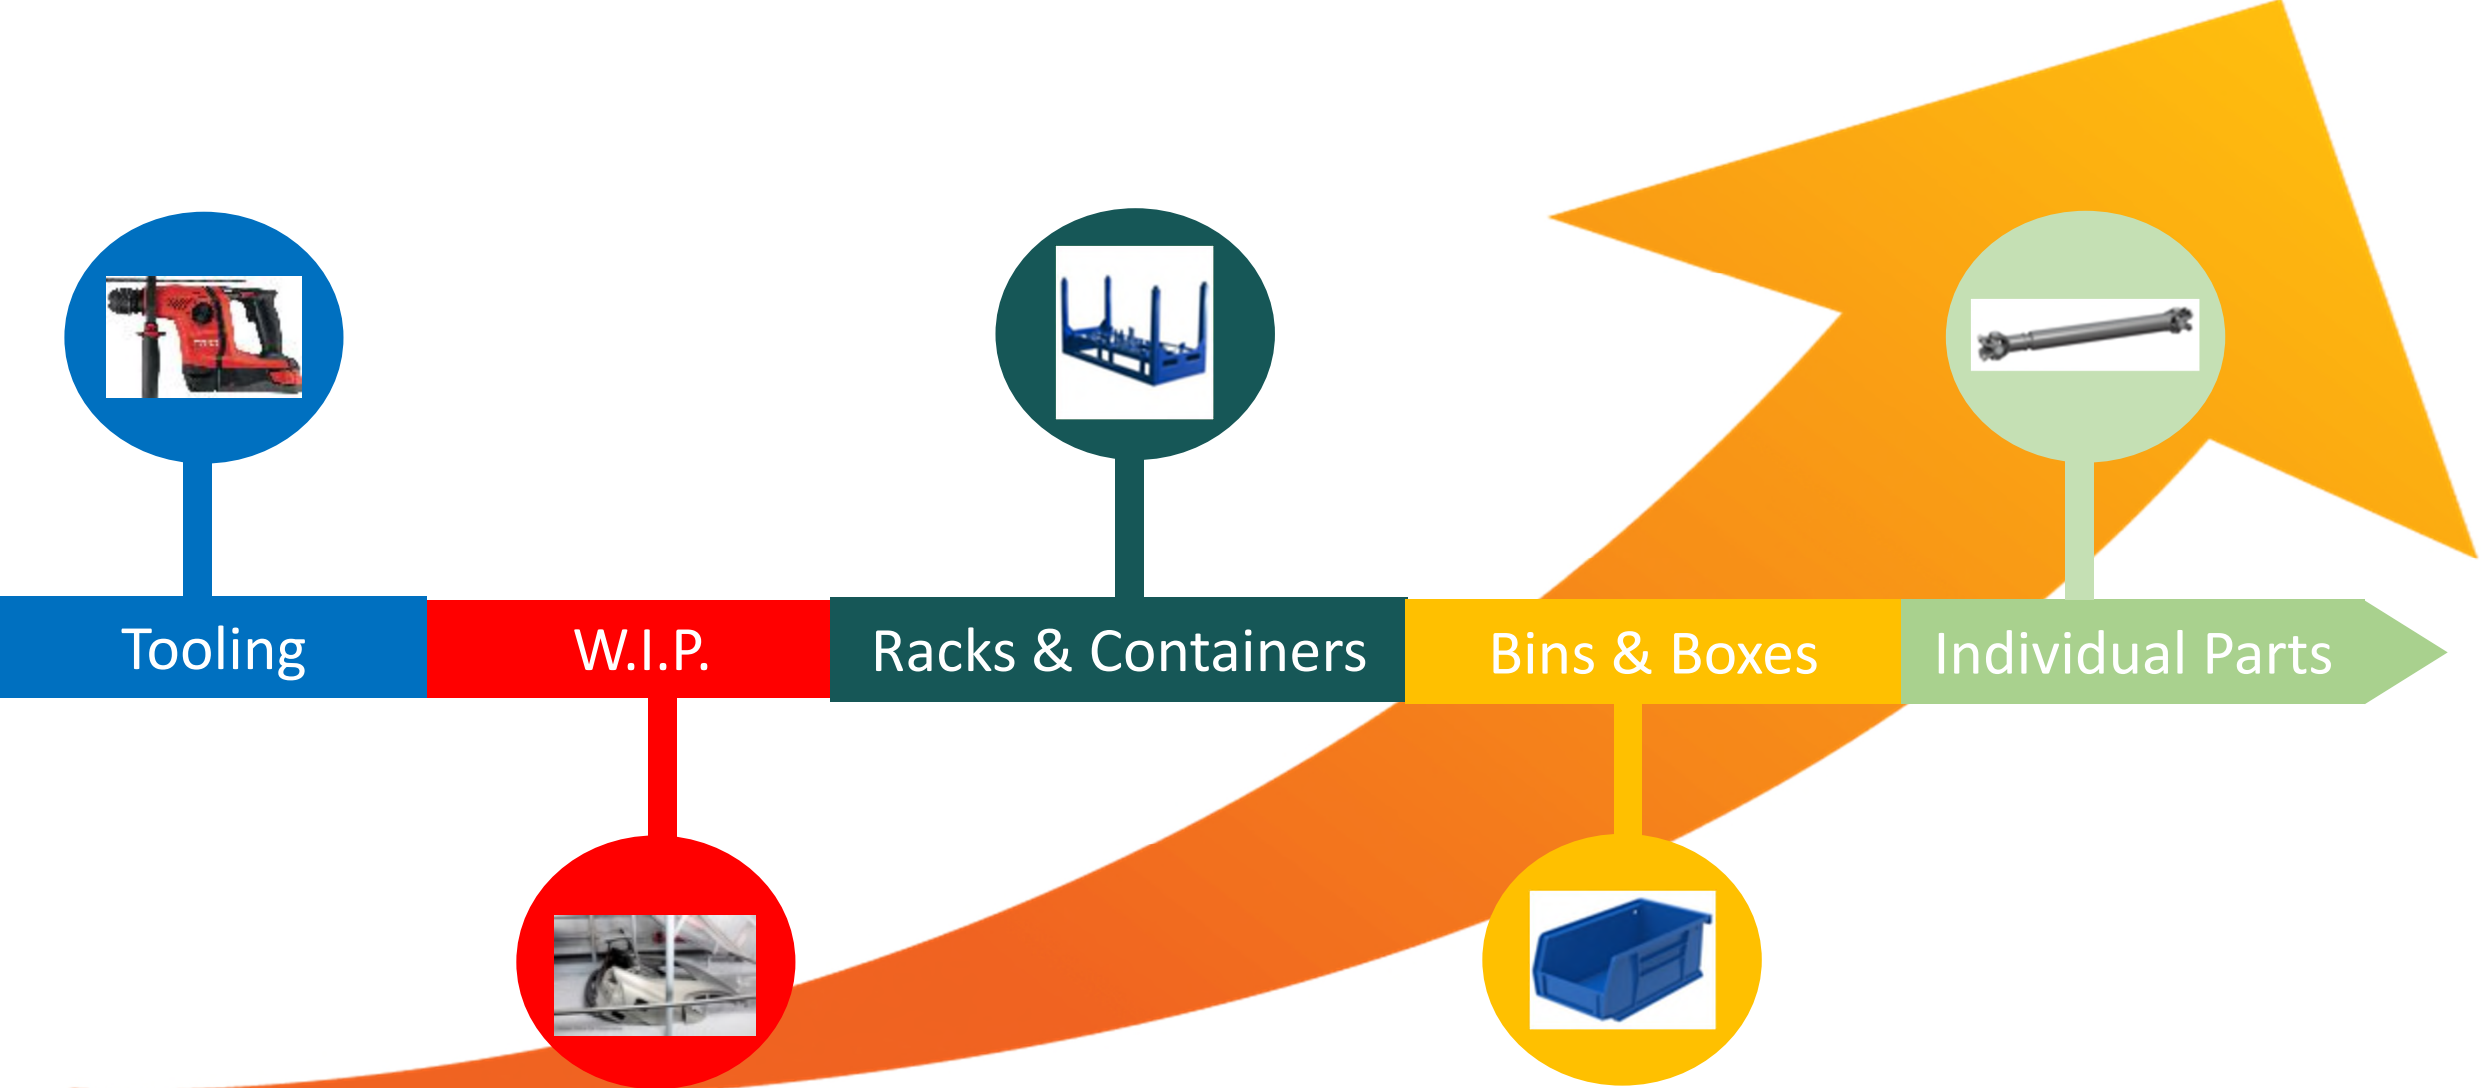 Tooling
W.I.P.
Racks & Containers
Bins & Boxes
Individual Parts